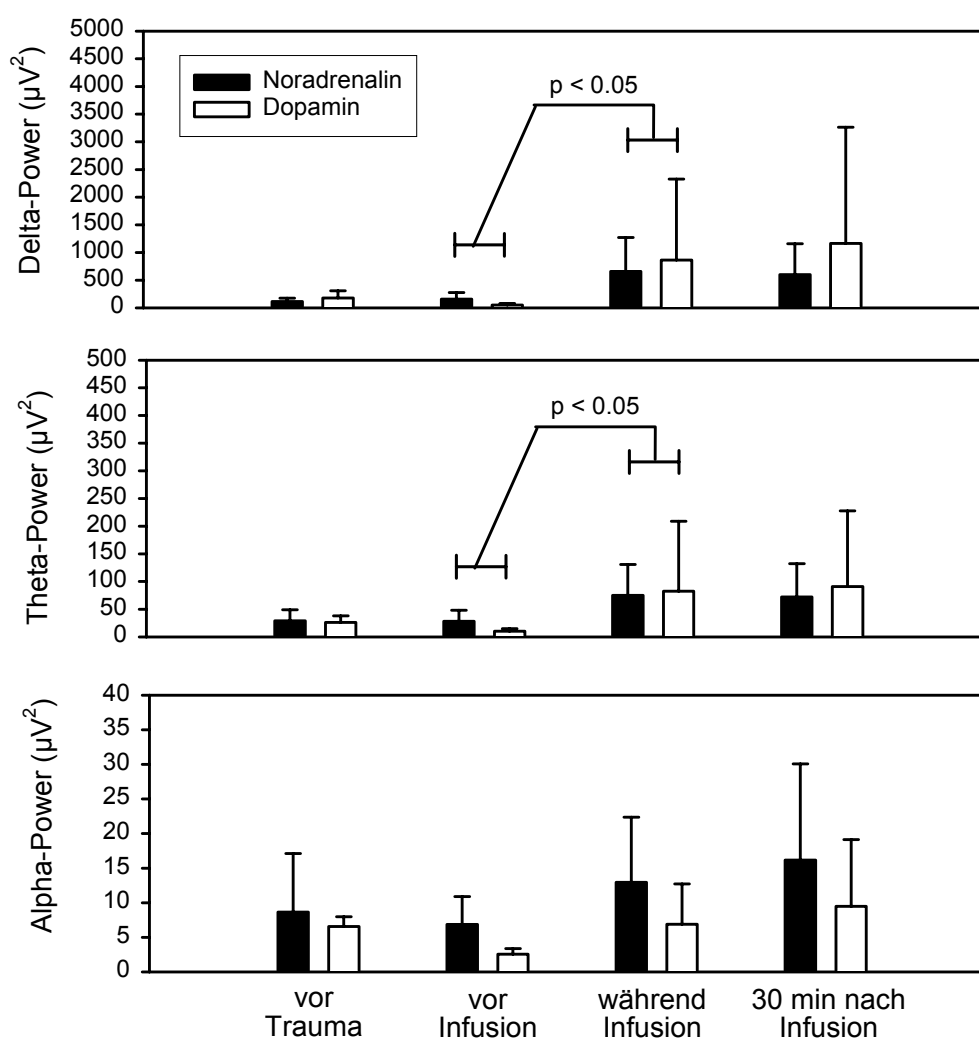 Delta-Power (µV²)
5000
4500
4000
3500
3000
2500
2000
1500
1000
500
0
Noradrenalin
Dopamin
p < 0.05
Theta-Power (µV²)
500
450
400
350
300
250
200
150
100
50
0
p < 0.05
Alpha-Power (µV²)
40
35
30
25
20
15
10
5
0
vor
Trauma
vor
Infusion
während
Infusion
30 min nach
Infusion